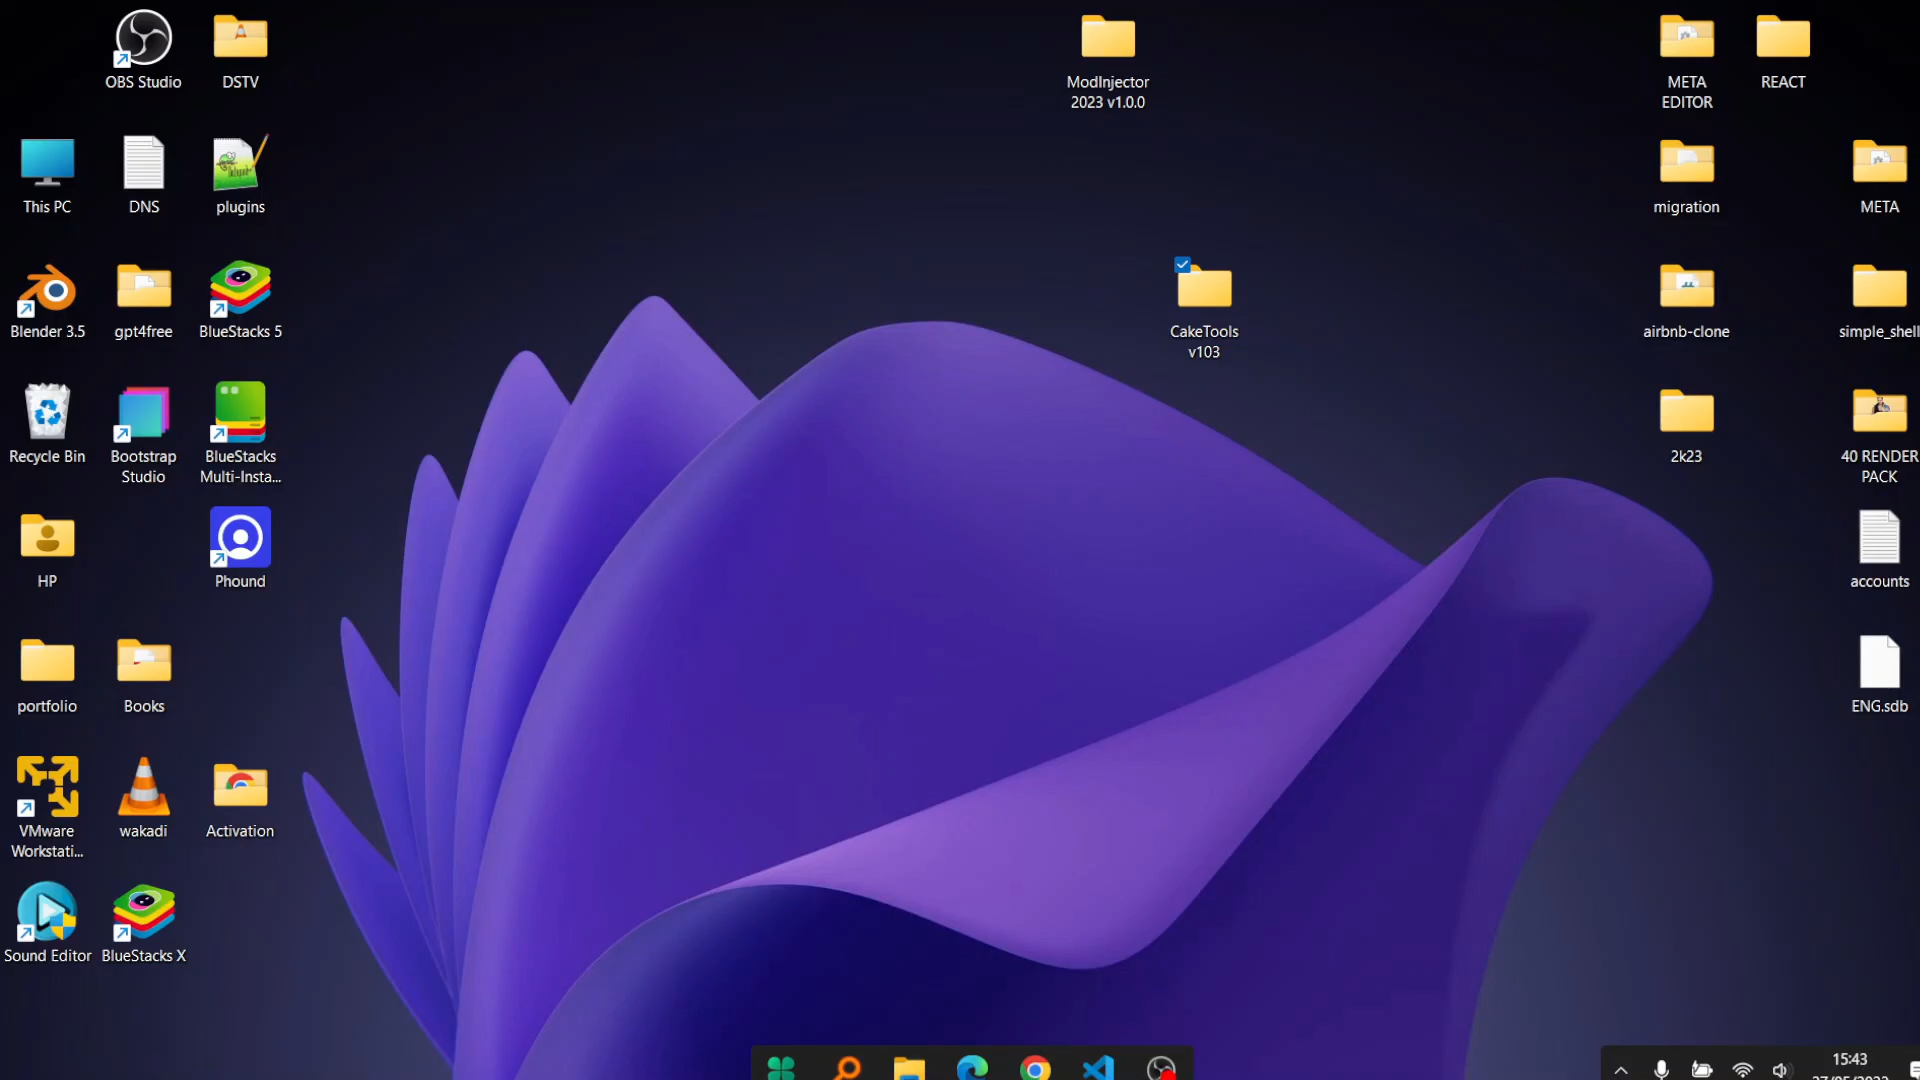 OBS Studio
DSTV
ModInjector
2023 v1.0.0
META
EDITOR
REACT
This PC
DNS
plugins
migration
META
Blender 3.5
gpt4free
BlueStacks 5
CakeTools
v103
airbnb-clone
simple_shell
Recycle Bin
Bootstrap
Studio
BlueStacks
Multi-Insta...
2k23
40 RENDER
PACK
HP
Phound
accounts
portfolio
Books
ENG.sdb
VMware
Workstati...
wakadi
Activation
Sound Editor
BlueStacks X
15:43